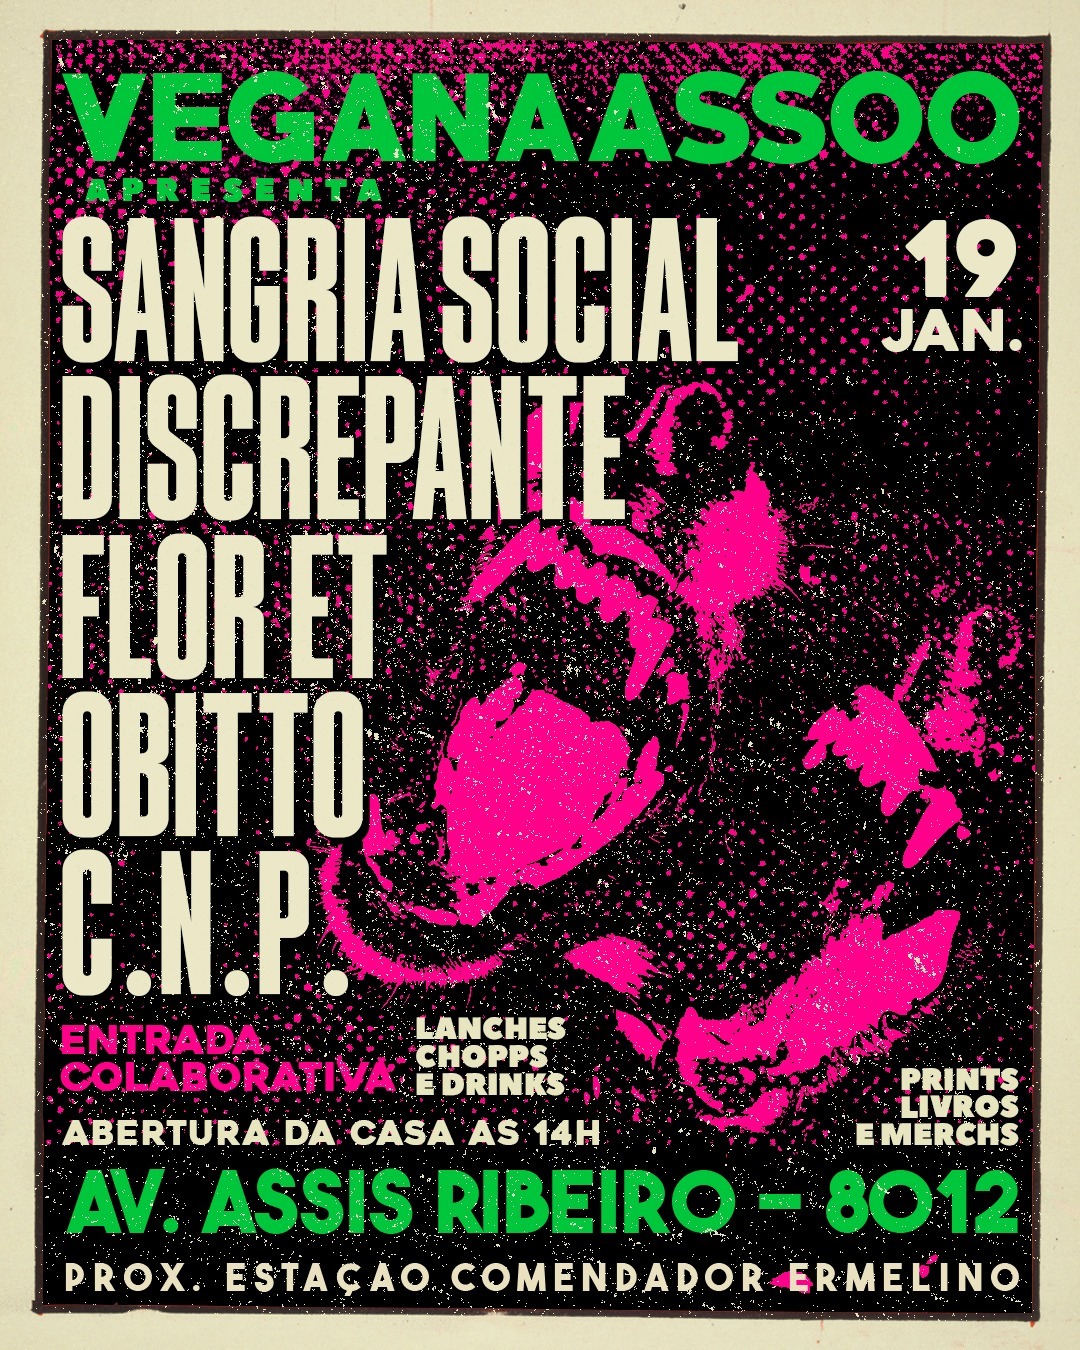 VEGANAASSOO
APRESENTA
SANGRIA SOCIAL
19
JAN.
DISCREPANTE
FLOR ET
OBITTO
C.N.P.
ENTRADA
COLABORATIVA
LANCHES
CHOPPS
E DRINKS
PRINTS
LIVROS
E MERCHS
ABERTURA DA CASA AS 14H
AV. ASSIS RIBEIRO – 8012
PROX. ESTAÇAO COMENDADOR ERMELINO